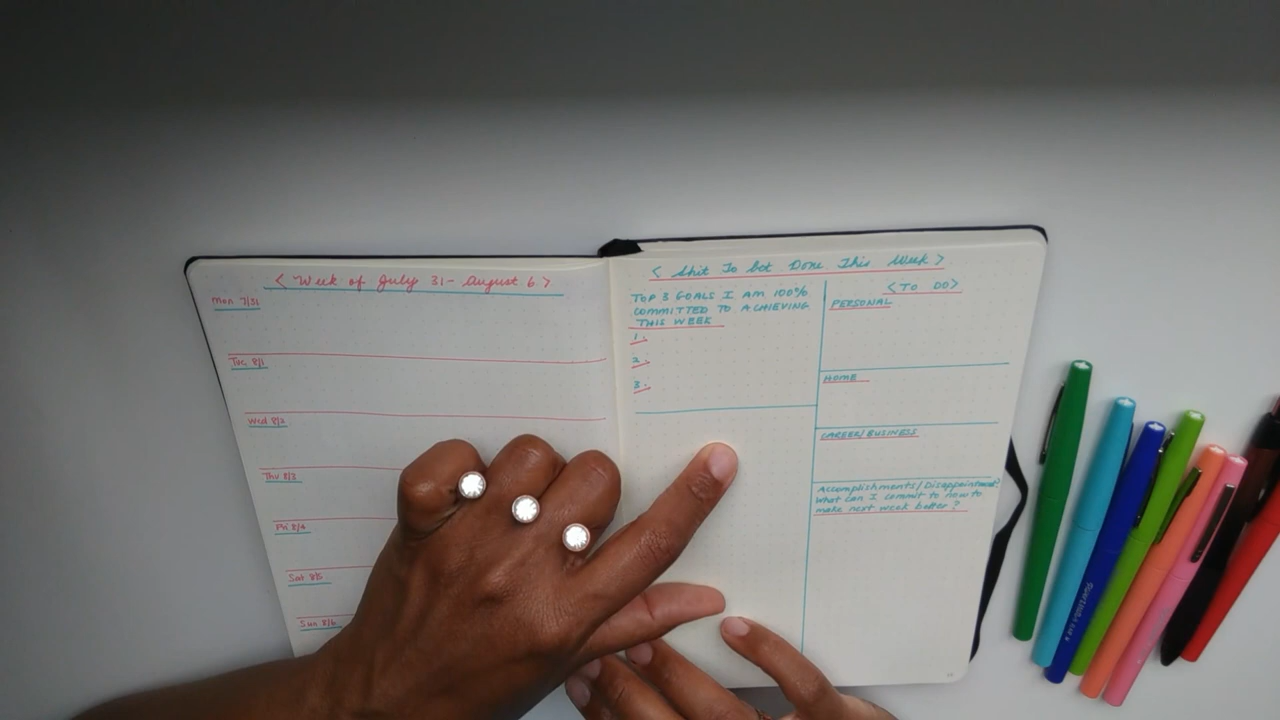 < Week of July 31- August 6 >
Mon 7/31
Tue 8/1
Wed 8/2
Thu 8/3
Fri 8/4
Sat 8/5
Sun 8/6
< Shit To Get Done This Week >
TOP 3 GOALS I AM 100%
COMMITTED TO ACHIEVING
THIS WEEK
1.
2.
3.
<TO DO>
PERSONAL
HOME
CAREER/BUSINESS
Accomplishments/Disappointments?
What can I commit to now to
make next week better?